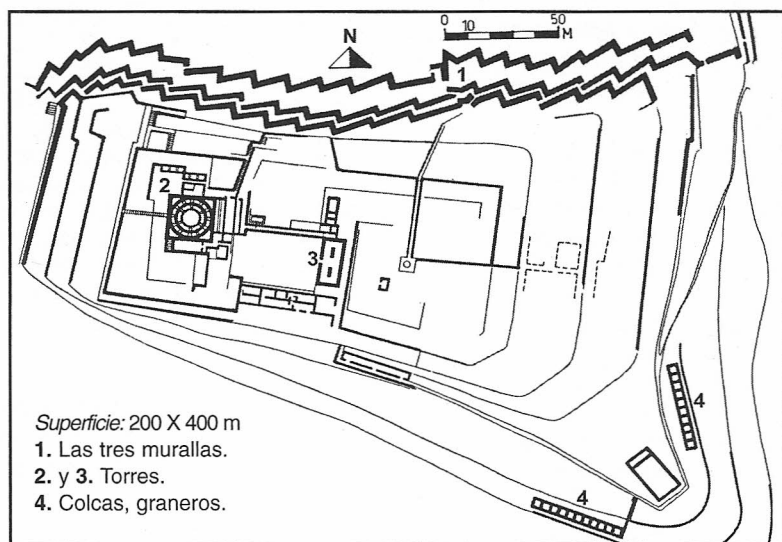 N
0 10 50
M
1
2
3
4
4
Superficie: 200 X 400 m
1. Las tres murallas.
2. y 3. Torres.
4. Colcas, graneros.